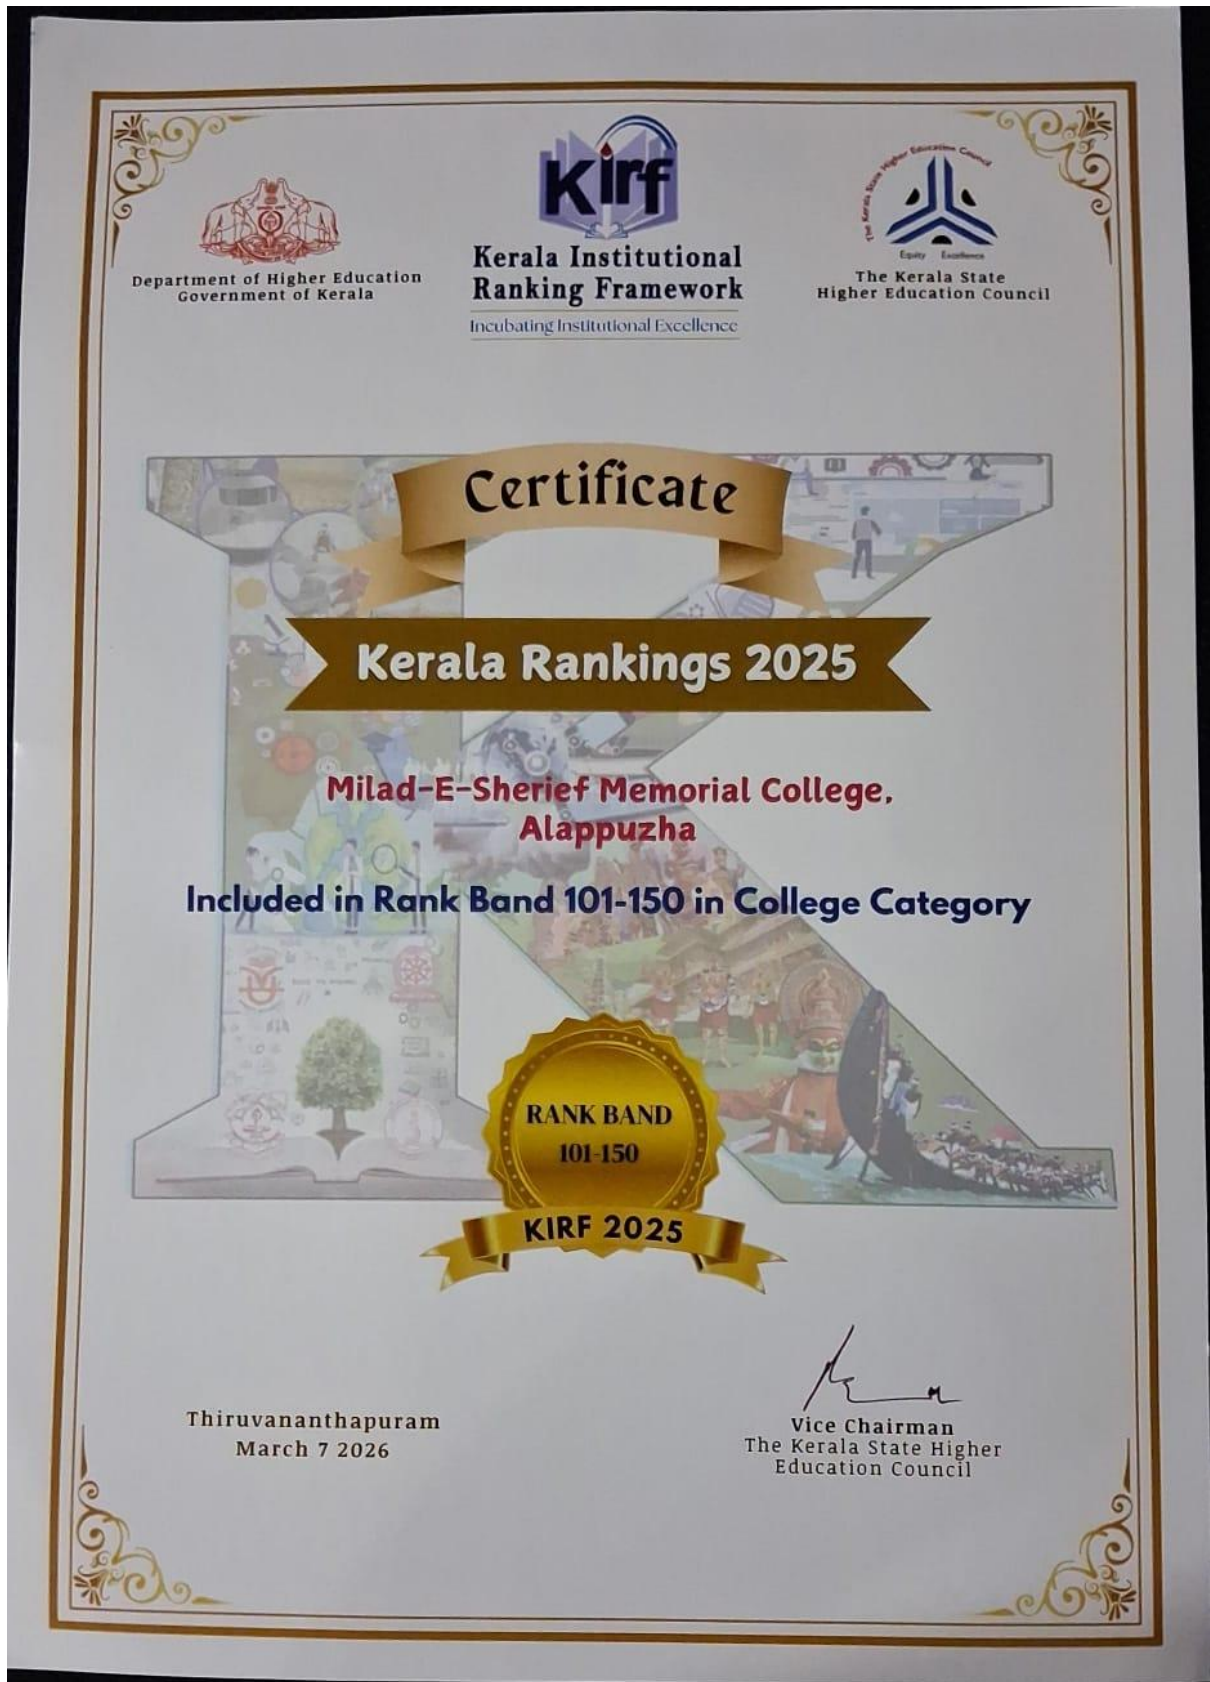 Kirf
Kerala Institutional
Ranking Framework
Incubating Institutional Excellence
Department of Higher Education
Government of Kerala
The Kerala State Higher Education Council
Equity Excellence
The Kerala State
Higher Education Council
Certificate
Kerala Rankings 2025
Milad-E-Sherief Memorial College,
Alappuzha
Included in Rank Band 101-150 in College Category
RANK BAND
101-150
KIRF 2025
Thiruvananthapuram
March 7 2026
Vice Chairman
The Kerala State Higher
Education Council